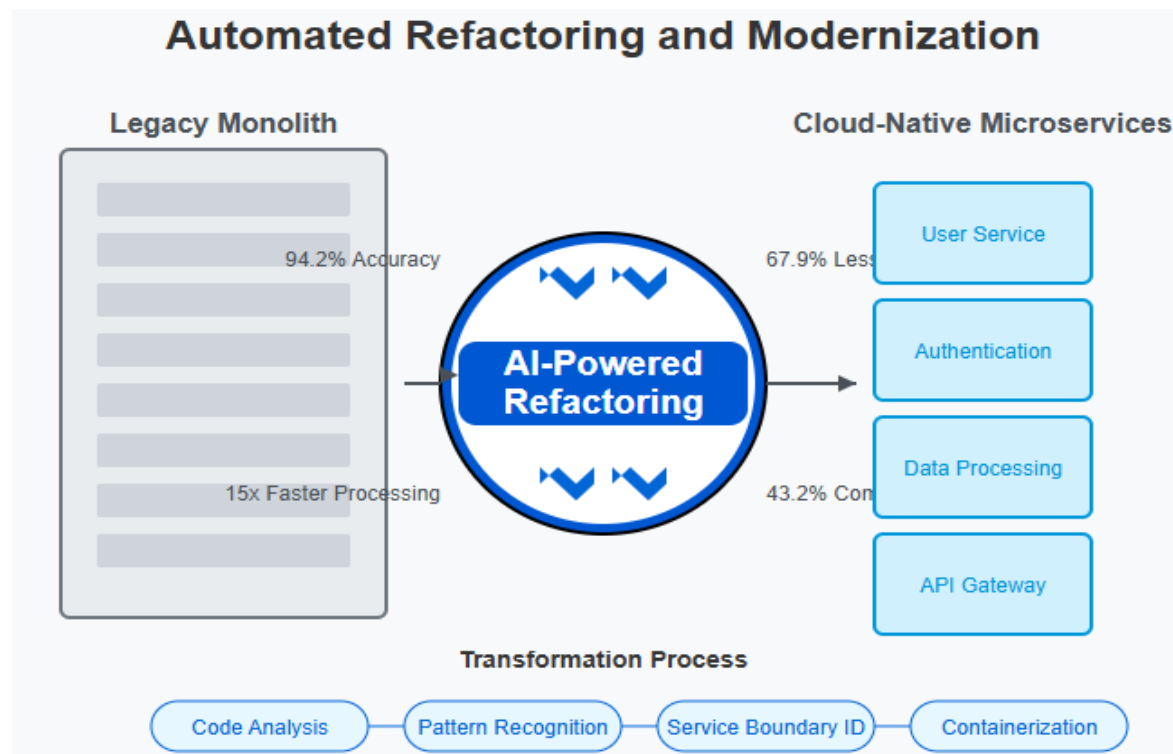 Automated Refactoring and Modernization
Legacy Monolith
Cloud-Native Microservices
94.2% Accuracy
15x Faster Processing
AI-Powered
Refactoring
67.9% Less
43.2%
User Service
Authentication
Data Processing
API Gateway
Transformation Process
Code Analysis
Pattern Recognition
Service Boundary ID
Containerization